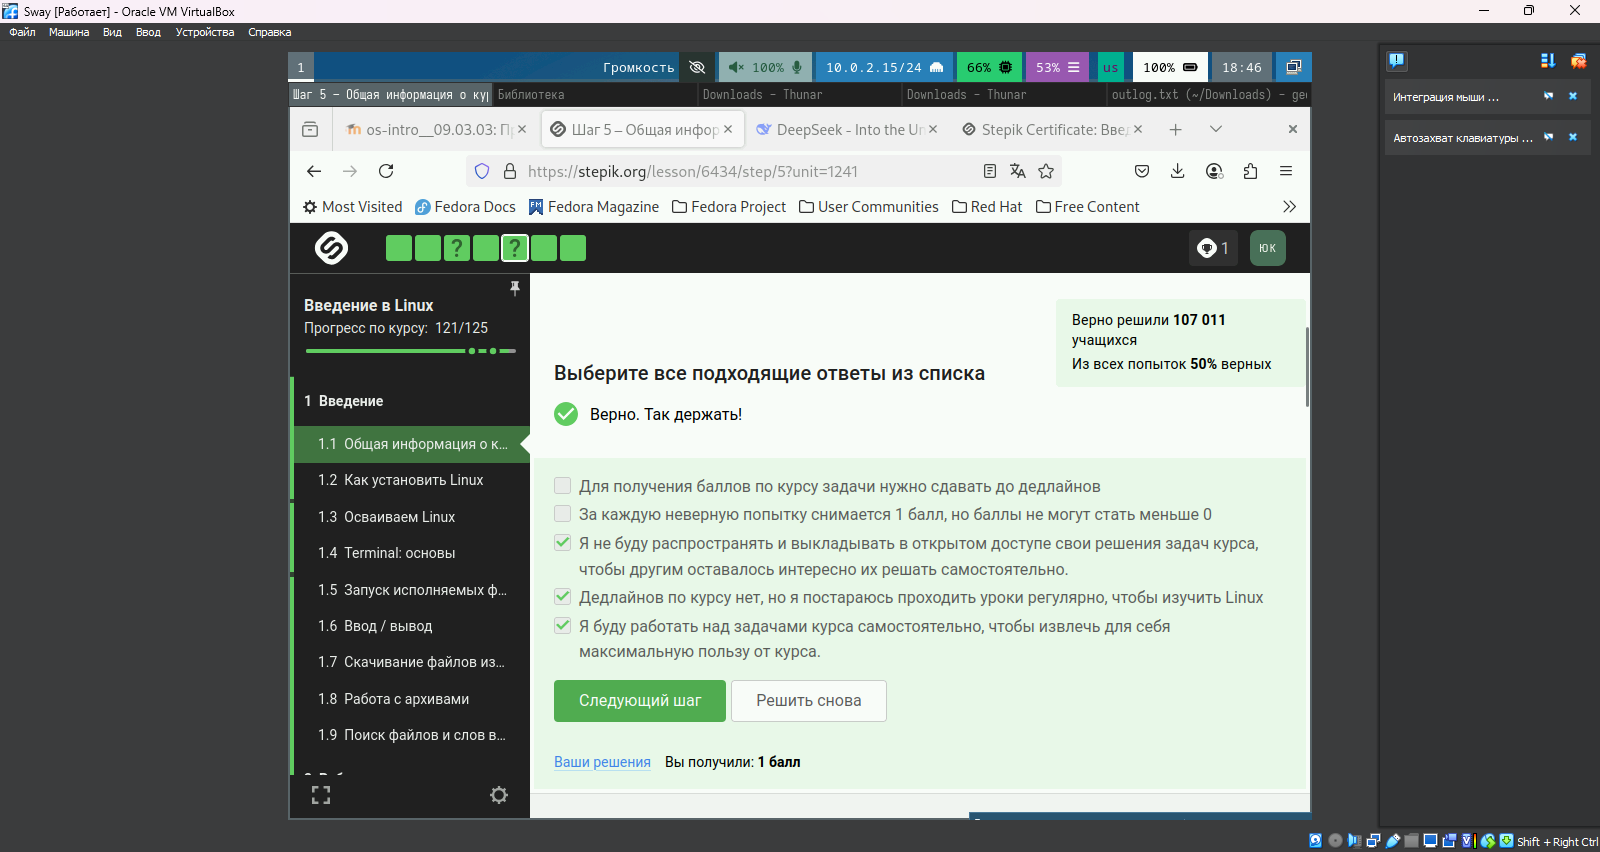 Sway [Работает] - Oracle VM VirtualBox
Файл Машина Вид Ввод Устройства Справка
1 Громкость 100% 10.0.2.15/24 66% 53% us 100% 18:46
Шаг 5 – Общая информация о кур Библиотека Downloads - Thunar Downloads - Thunar outlog.txt (~/Downloads) - gec
os-intro__09.03.03: Пр Шаг 5 – Общая инфор DeepSeek - Into the Un Stepik Certificate: Введ
https://stepik.org/lesson/6434/step/5?unit=1241
Most Visited Fedora Docs Fedora Magazine Fedora Project User Communities Red Hat Free Content
? ? 1 ЮК
Введение в Linux
Прогресс по курсу: 121/125
1 Введение
1.1 Общая информация о к...
1.2 Как установить Linux
1.3 Осваиваем Linux
1.4 Terminal: основы
1.5 Запуск исполняемых ф...
1.6 Ввод / вывод
1.7 Скачивание файлов из...
1.8 Работа с архивами
1.9 Поиск файлов и слов в...
Верно решили 107 011
учащихся
Из всех попыток 50% верных
Выберите все подходящие ответы из списка
Верно. Так держать!
Для получения баллов по курсу задачи нужно сдавать до дедлайнов
За каждую неверную попытку снимается 1 балл, но баллы не могут стать меньше 0
Я не буду распространять и выкладывать в открытом доступе свои решения задач курса,
чтобы другим оставалось интересно их решать самостоятельно.
Дедлайнов по курсу нет, но я постараюсь проходить уроки регулярно, чтобы изучить Linux
Я буду работать над задачами курса самостоятельно, чтобы извлечь для себя
максимальную пользу от курса.
Следующий шаг Решить снова
Ваши решения Вы получили: 1 балл
Интеграция мыши ...
Автозахват клавиатуры ...
Shift + Right Ctrl